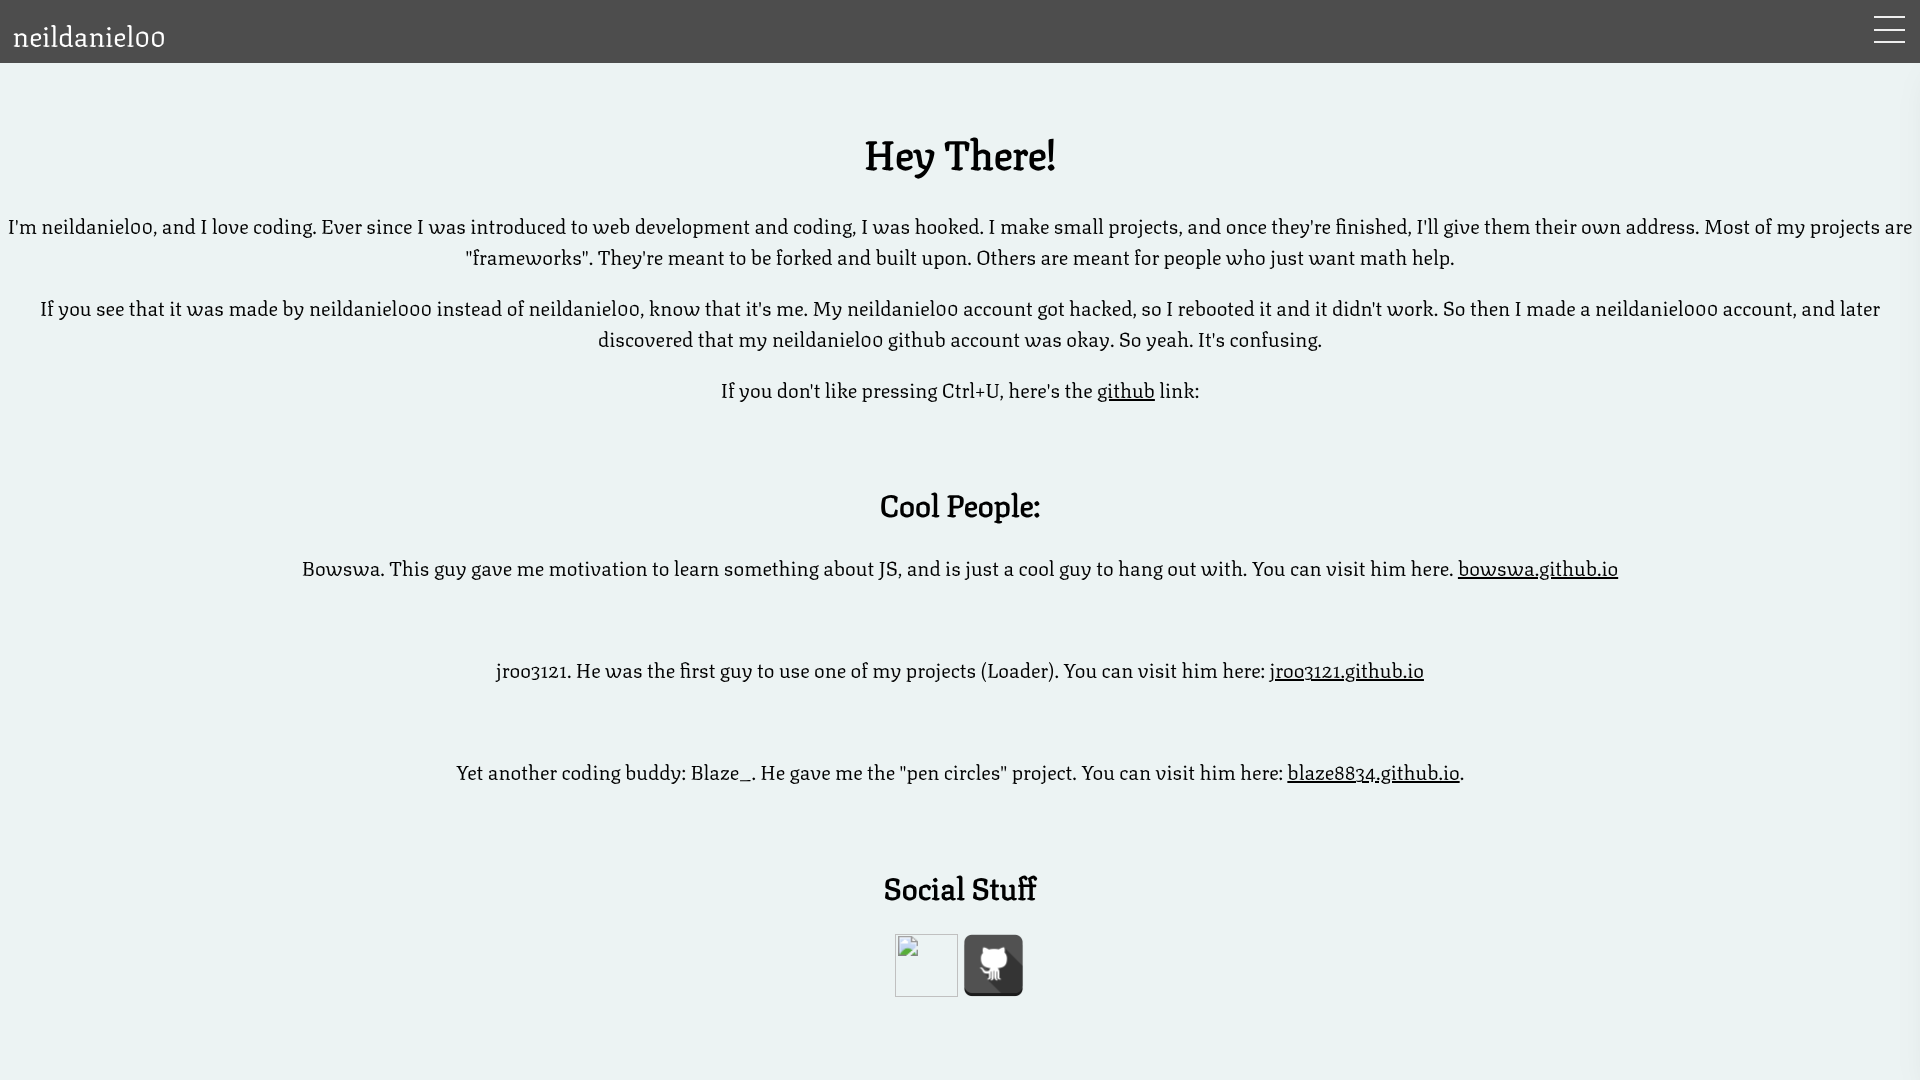 neildaniel00
Hey There!
I'm neildaniel00, and I love coding. Ever since I was introduced to web development and coding, I was hooked. I make small projects, and once they're finished, I'll give them their own address. Most of my projects are
"frameworks". They're meant to be forked and built upon. Others are meant for people who just want math help.
If you see that it was made by neildaniel000 instead of neildaniel00, know that it's me. My neildaniel00 account got hacked, so I rebooted it and it didn't work. So then I made a neildaniel000 account, and later
discovered that my neildaniel00 github account was okay. So yeah. It's confusing.
If you don't like pressing Ctrl+U, here's the github link:
Cool People:
Bowswa. This guy gave me motivation to learn something about JS, and is just a cool guy to hang out with. You can visit him here. bowswa.github.io
jroo3121. He was the first guy to use one of my projects (Loader). You can visit him here: jroo3121.github.io
Yet another coding buddy: Blaze_. He gave me the "pen circles" project. You can visit him here: blaze8834.github.io.
Social Stuff